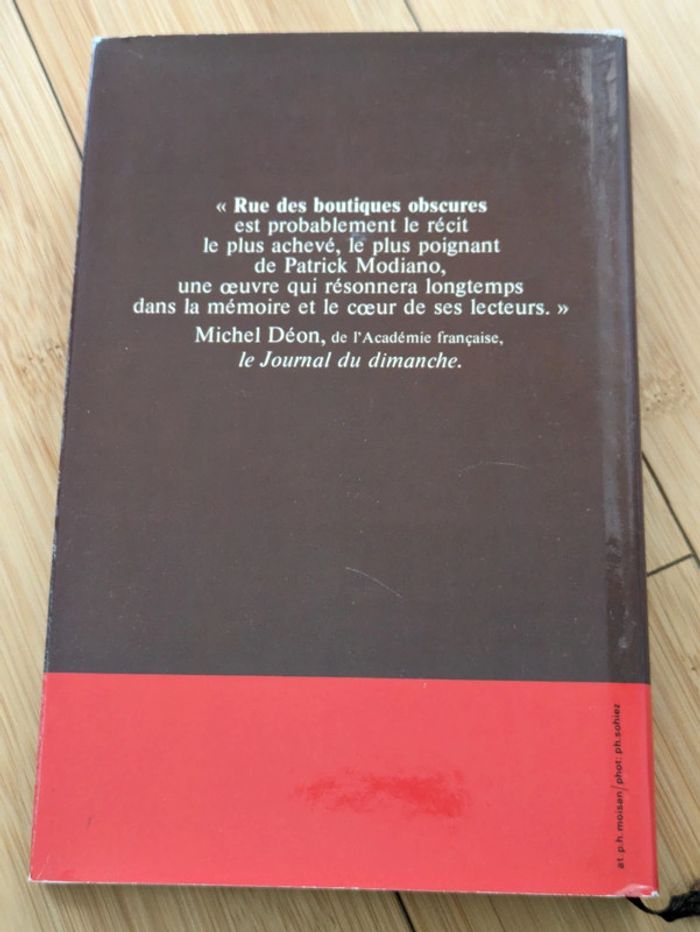 « Rue des boutiques obscures
est probablement le récit
le plus achevé, le plus poignant
de Patrick Modiano,
une œuvre qui résonnera longtemps
dans la mémoire et le cœur de ses lecteurs. »
Michel Déon, de l'Académie française,
le Journal du dimanche.
at. p.h. moisan/phot: ph.sohiez